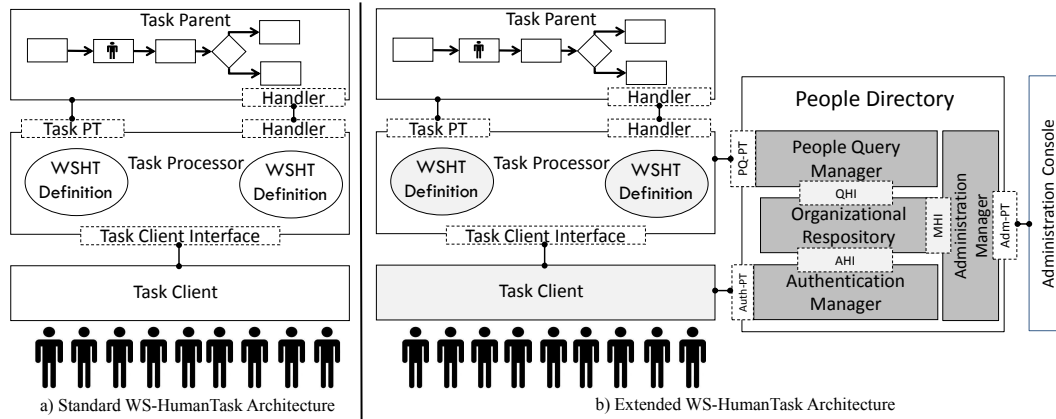 Task Parent
Handler
Task PT
Handler
Task Processor
WSHT
Definition
WSHT
Definition
Task Client Interface
Task Client
a) Standard WS-HumanTask Architecture
Task Parent
Handler
Task PT
Handler
Task Processor
WSHT
Definition
WSHT
Definition
Task Client Interface
Task Client
People Directory
PQ-PT
People Query
Manager
QHI
Organizational
Respository
MHI
AHI
Authentication
Manager
Auth-PT
Administration
Manager
Adm-PT
Administration Console
b) Extended WS-HumanTask Architecture